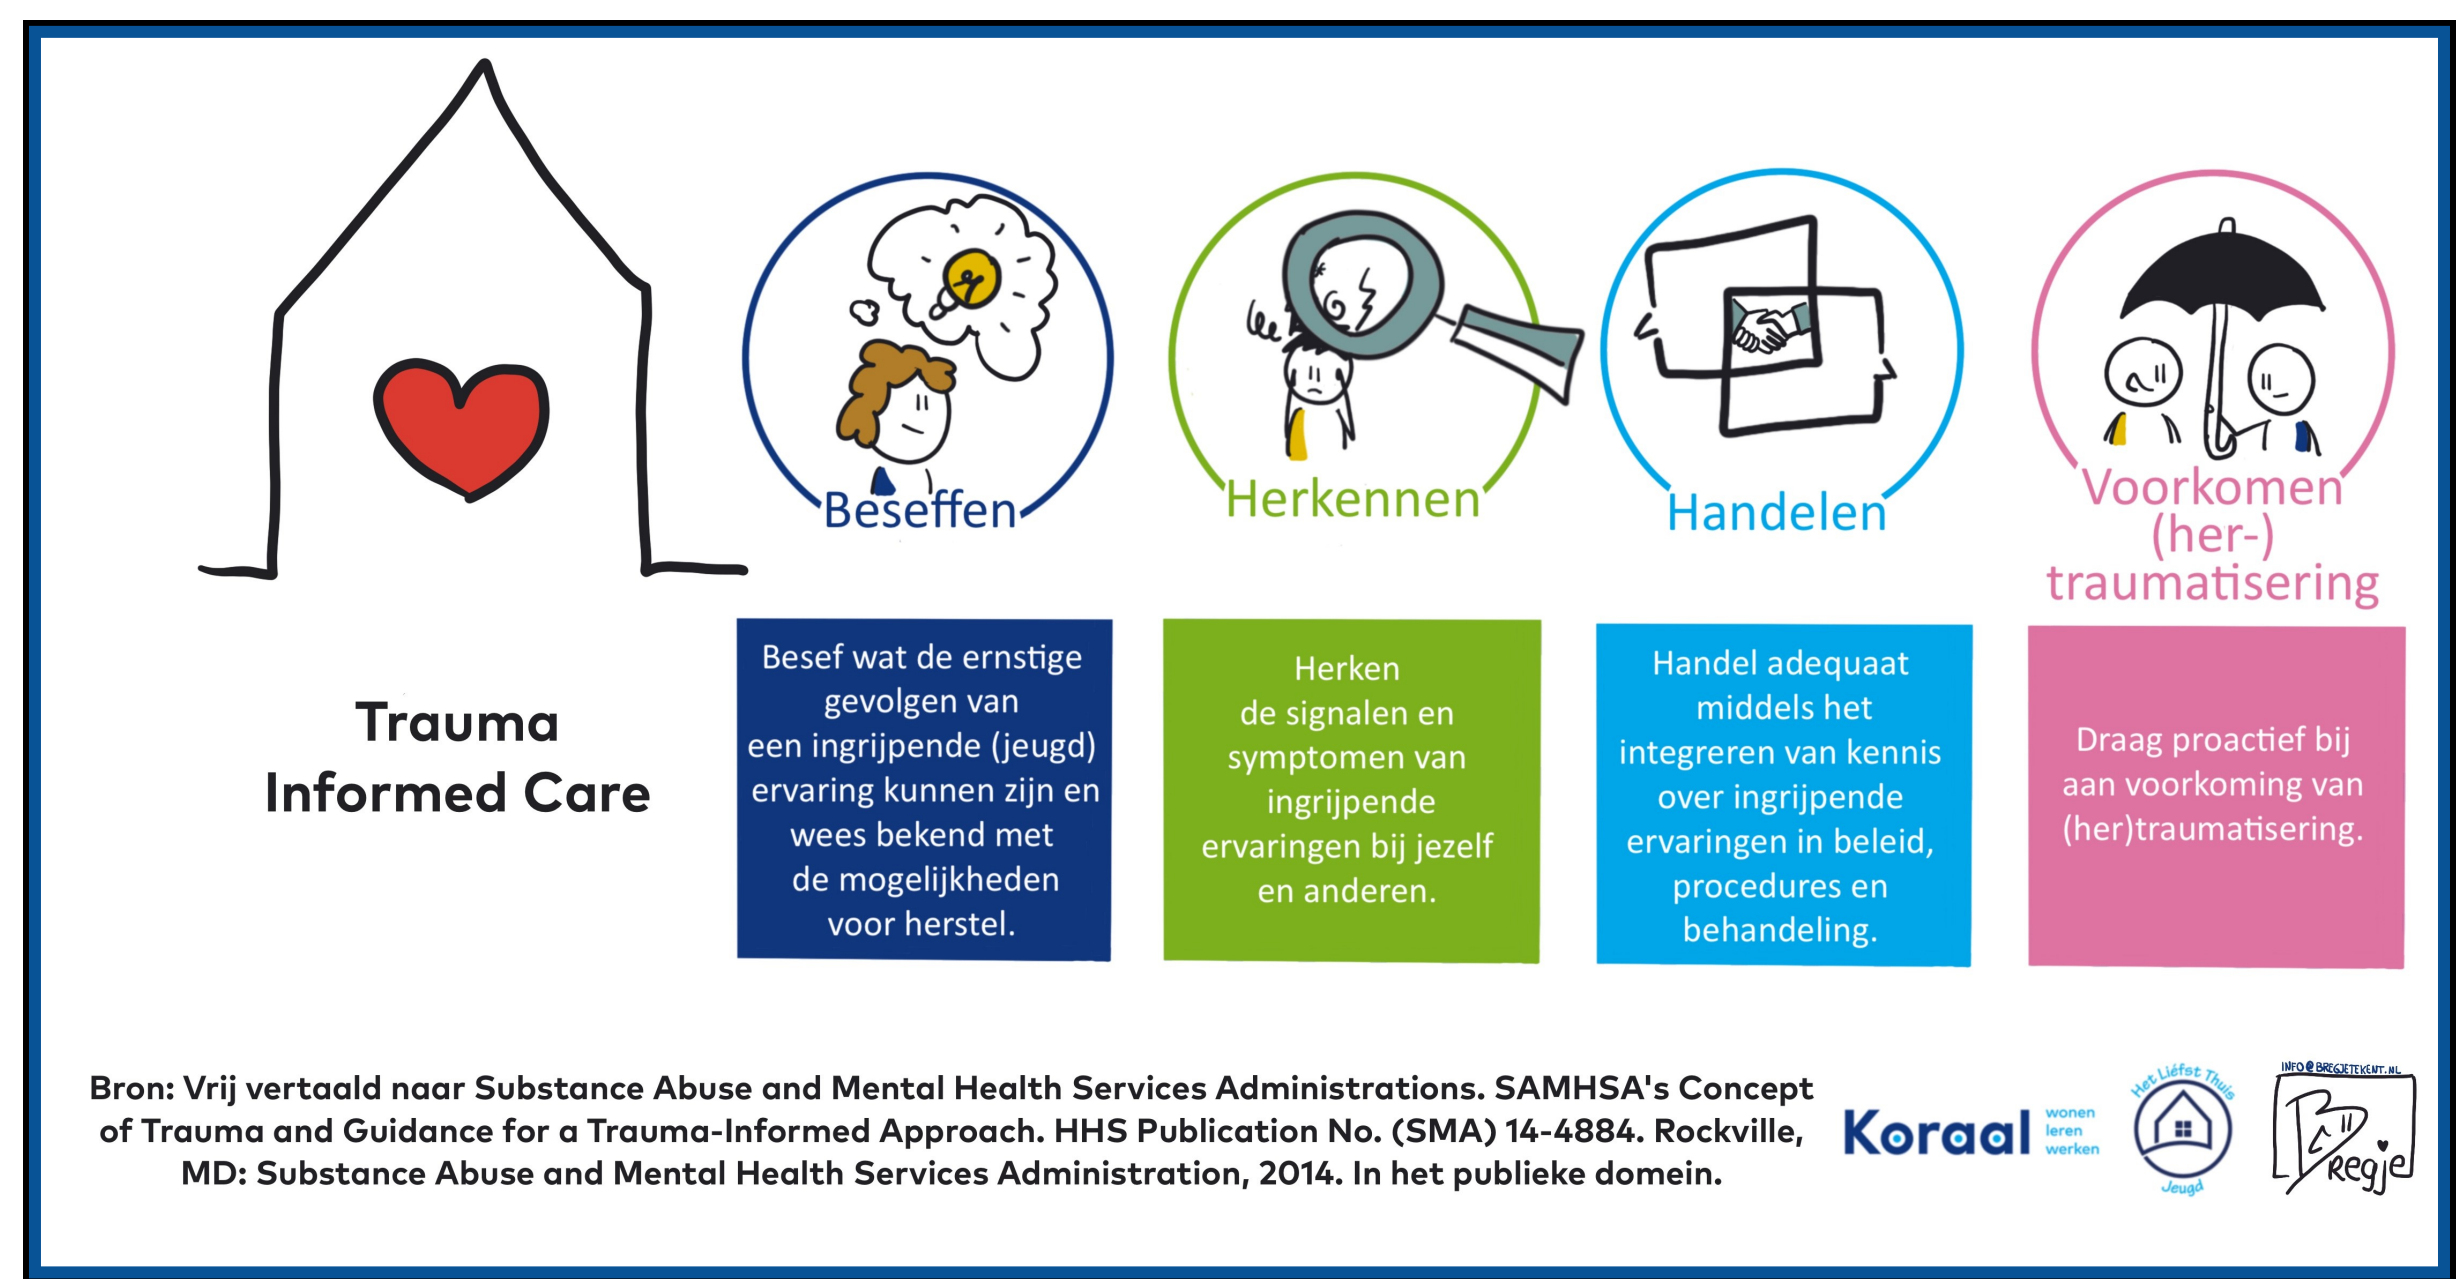 Beseffen
Herkennen
Handelen
Voorkomen
(her-)
traumatisering
Trauma
Informed Care
Besef wat de ernstige
gevolgen van
een ingrijpende (jeugd)
ervaring kunnen zijn en
wees bekend met
de mogelijkheden
voor herstel.
Herken
de signalen en
symptomen van
ingrijpende
ervaringen bij jezelf
en anderen.
Handel adequaat
middels het
integreren van kennis
over ingrijpende
ervaringen in beleid,
procedures en
behandeling.
Draag proactief bij
aan voorkoming van
(her)traumatisering.
Bron: Vrij vertaald naar Substance Abuse and Mental Health Services Administrations. SAMHSA's Concept
of Trauma and Guidance for a Trauma-Informed Approach. HHS Publication No. (SMA) 14-4884. Rockville,
MD: Substance Abuse and Mental Health Services Administration, 2014. In het publieke domein.
Koraal
wonen
leren
werken
Het Liéfst Thuis
Jeugd
INFO@BREGJETEKENT.NL
Bregje